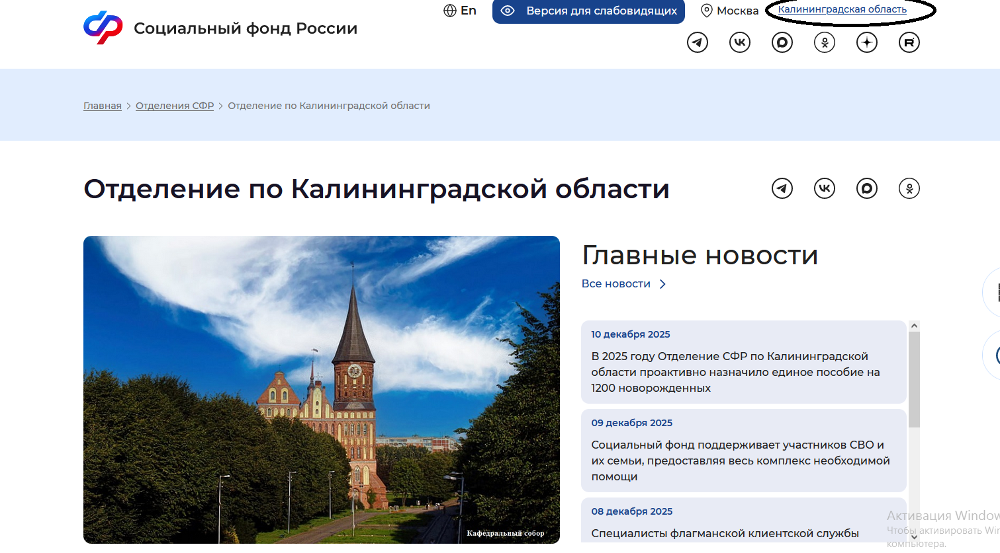 En
Версия для слабовидящих
Москва
Калининградская область
Социальный фонд России
Главная > Отделения СФР > Отделение по Калининградской области
Отделение по Калининградской области
Главные новости
Все новости
10 декабря 2025
В 2025 году Отделение СФР по Калининградской
области проактивно назначило единое пособие на
1200 новорожденных
09 декабря 2025
Социальный фонд поддерживает участников СВО и
их семьи, предоставляя весь комплекс необходимой
помощи
08 декабря 2025
Специалисты флагманской клиентской службы
Кафедральный собор
Активация Window
Чтобы активировать Wi
компьютера.